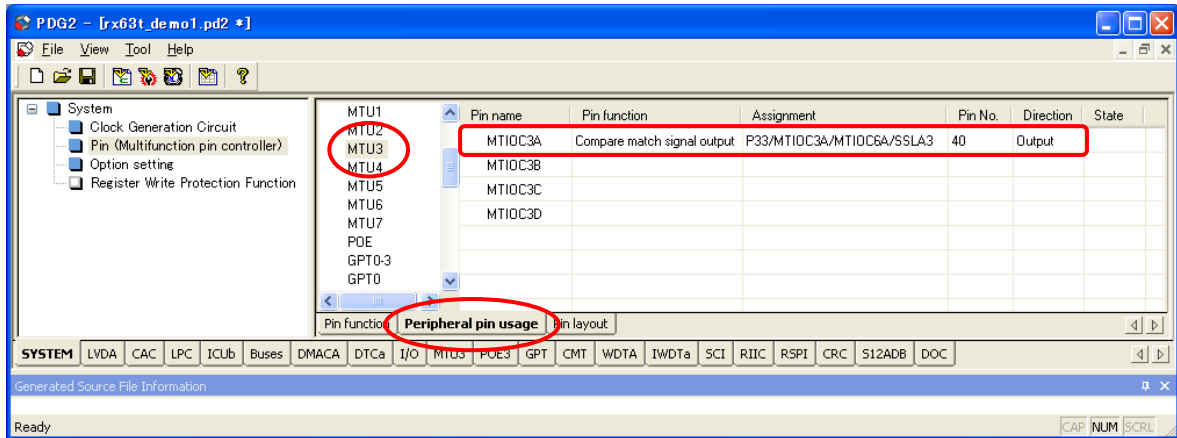 PDG2 - [rx63t_demo1.pd2 *]
File View Tool Help
System
Clock Generation Circuit
Pin (Multifunction pin controller)
Option setting
Register Write Protection Function
MTU1
MTU2
MTU3
MTU4
MTU5
MTU6
MTU7
POE
GPT0-3
GPT0
Pin name Pin function Assignment Pin No. Direction State
MTIOC3A Compare match signal output P33/MTIOC3A/MTIOC6A/SSLA3 40 Output
MTIOC3B
MTIOC3C
MTIOC3D
Pin function Peripheral pin usage Pin layout
SYSTEM LVDA CAC LPC ICUb Buses DMACA DTCa I/O MTU3 POE3 GPT CMT WDTA IWDTa SCI RIIC RSPI CRC S12ADB DOC
Generated Source File Information
Ready CAP NUM SCRL